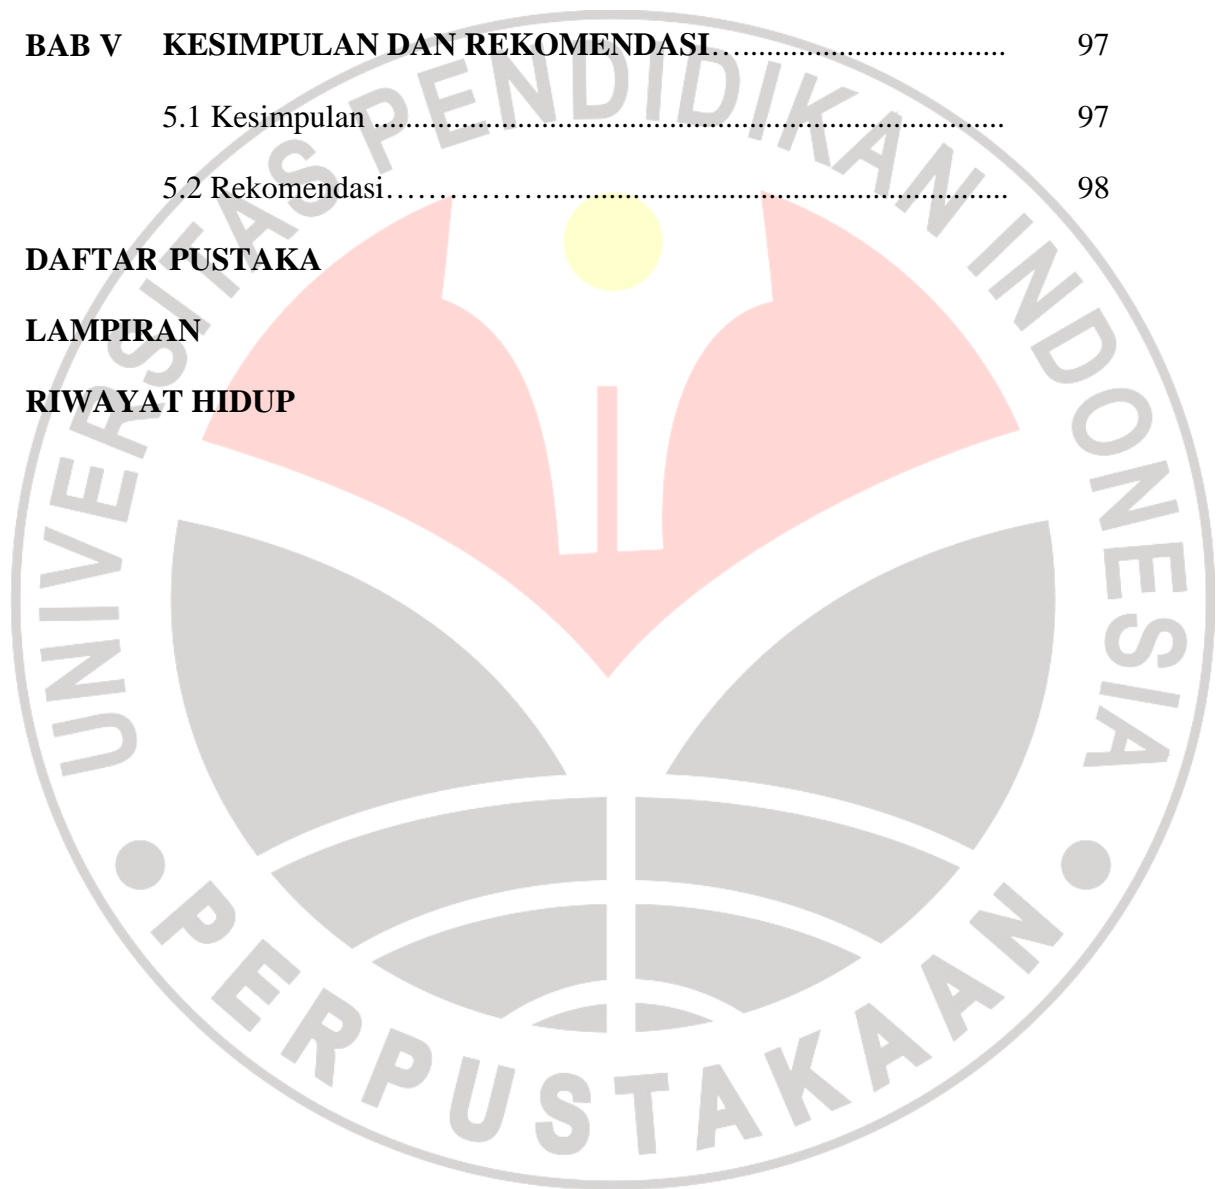 BAB V KESIMPULAN DAN REKOMENDASI…................................. 97
5.1 Kesimpulan ............................................................................... 97
5.2 Rekomendasi……………........................................................... 98
DAFTAR PUSTAKA
LAMPIRAN
RIWAYAT HIDUP
UNIVERSITAS PENDIDIKAN INDONESIA
PERPUSTAKAAN